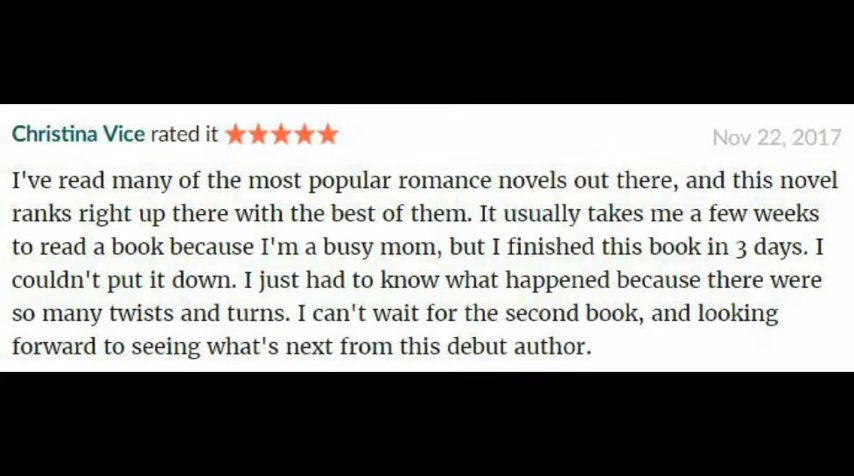 Christina Vice rated it ★★★★★ Nov 22, 2017
I've read many of the most popular romance novels out there, and this novel
ranks right up there with the best of them. It usually takes me a few weeks
to read a book because I'm a busy mom, but I finished this book in 3 days. I
couldn't put it down. I just had to know what happened because there were
so many twists and turns. I can't wait for the second book, and looking
forward to seeing what's next from this debut author.